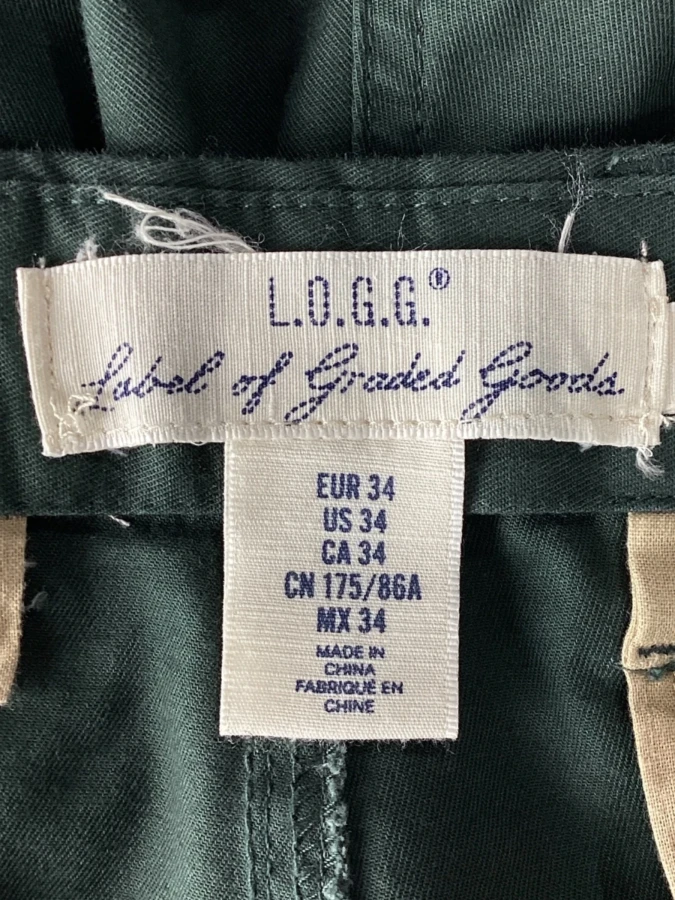 L.O.G.G.®
Label of Graded Goods.
EUR 34
US 34
CA 34
CN 175/86A
MX 34
MADE IN
CHINA
FABRIQUÉ EN
CHINE